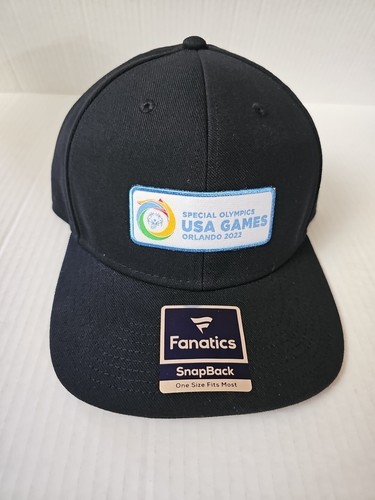 SPECIAL OLYMPICS
USA GAMES
ORLANDO 2022
Fanatics
SnapBack
One Size Fits Most